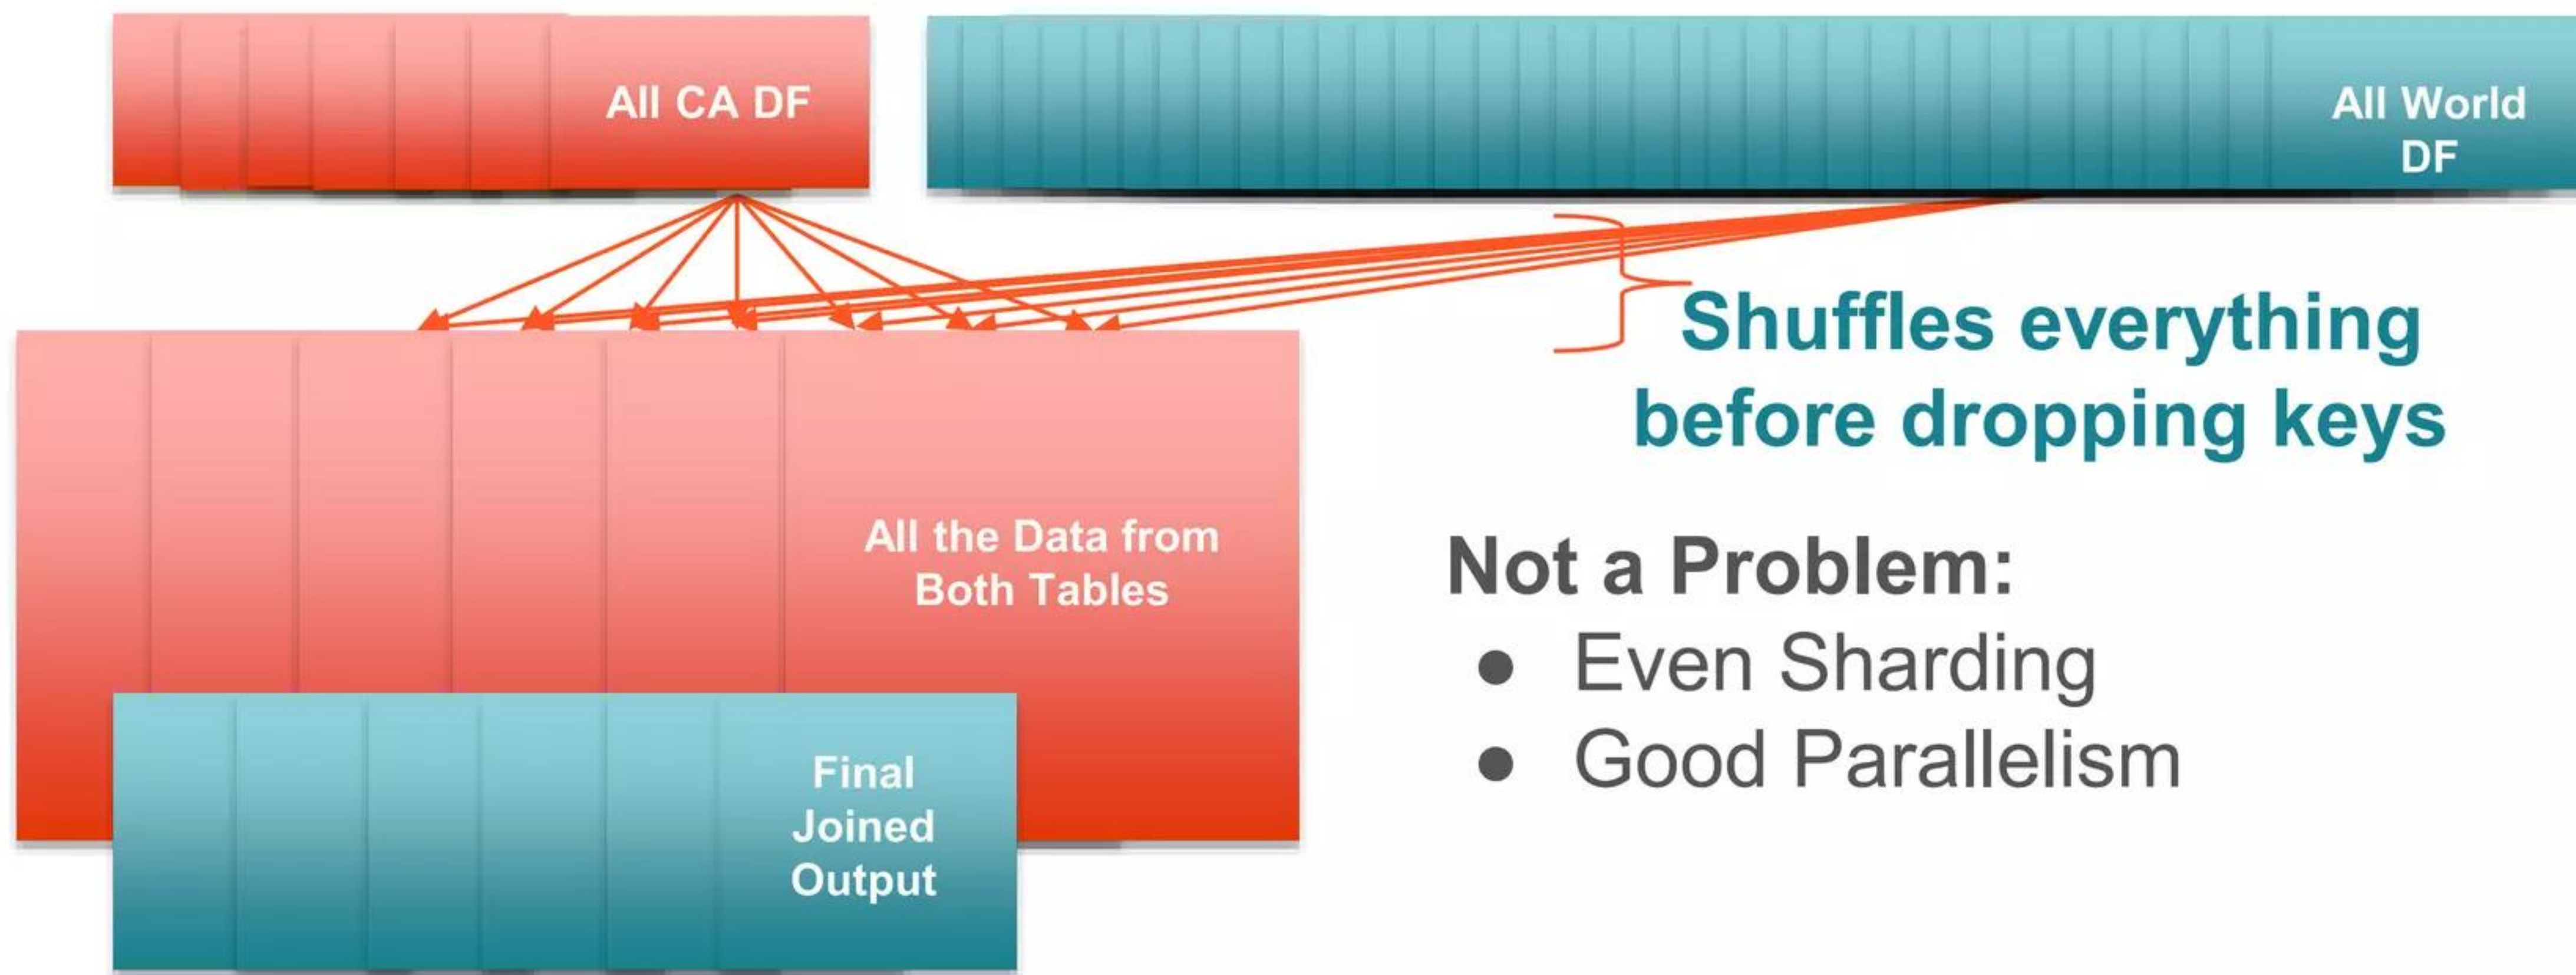 All CA DF
All World
DF
Shuffles everything
before dropping keys
All the Data from
Both Tables
Not a Problem:
● Even Sharding
● Good Parallelism
Final
Joined
Output